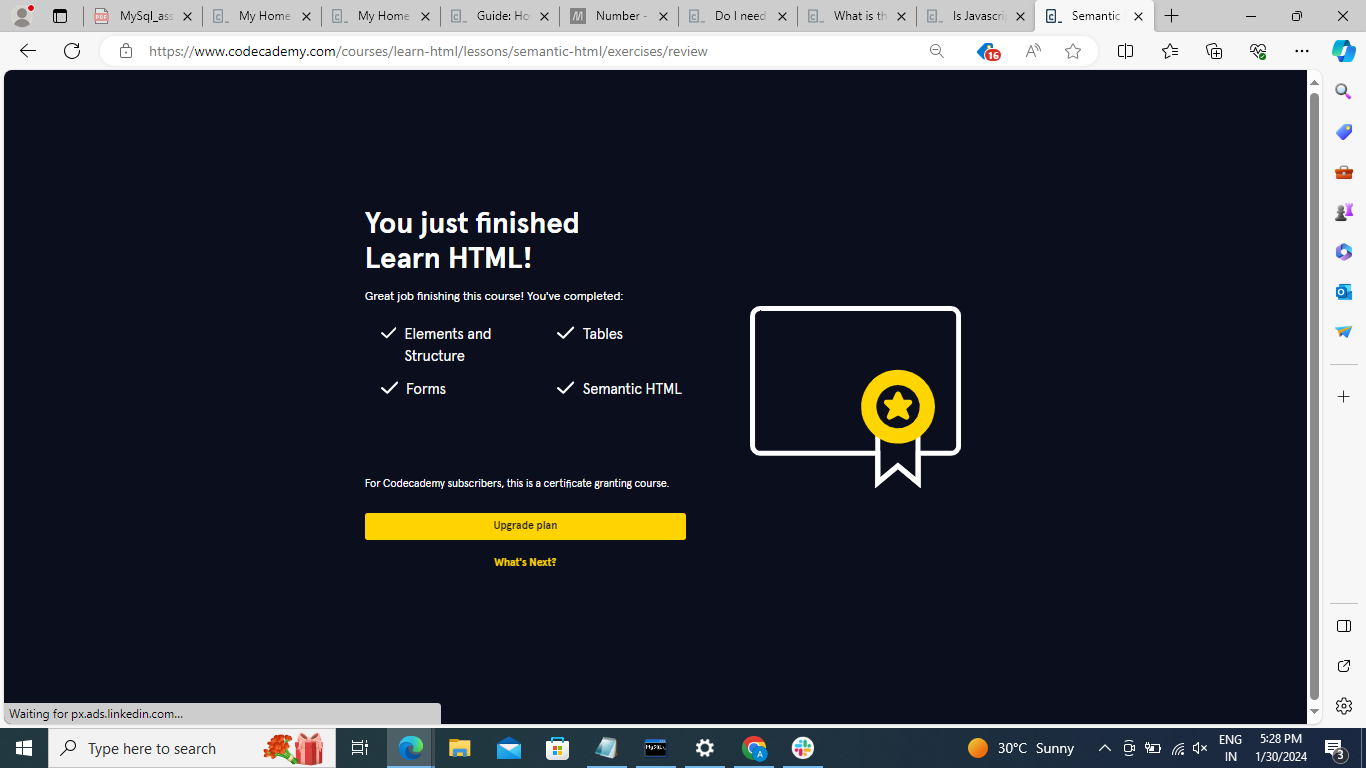 MySql_ass
My Home
My Home
Guide: Ho
Number -
Do I need
What is th
Is Javascri
Semantic
https://www.codecademy.com/courses/learn-html/lessons/semantic-html/exercises/review
16
You just finished
Learn HTML!
Great job finishing this course! You've completed:
Elements and Structure
Tables
Forms
Semantic HTML
For Codecademy subscribers, this is a certificate granting course.
Upgrade plan
What's Next?
Waiting for px.ads.linkedin.com...
Type here to search
30°C Sunny
ENG
IN
5:28 PM
1/30/2024
3